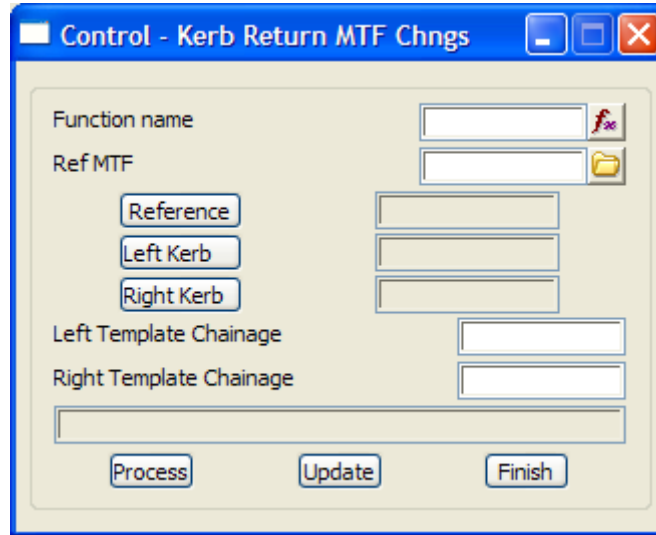 Control - Kerb Return MTF Chngs
Function name
Ref MTF
Reference
Left Kerb
Right Kerb
Left Template Chainage
Right Template Chainage
Process Update Finish